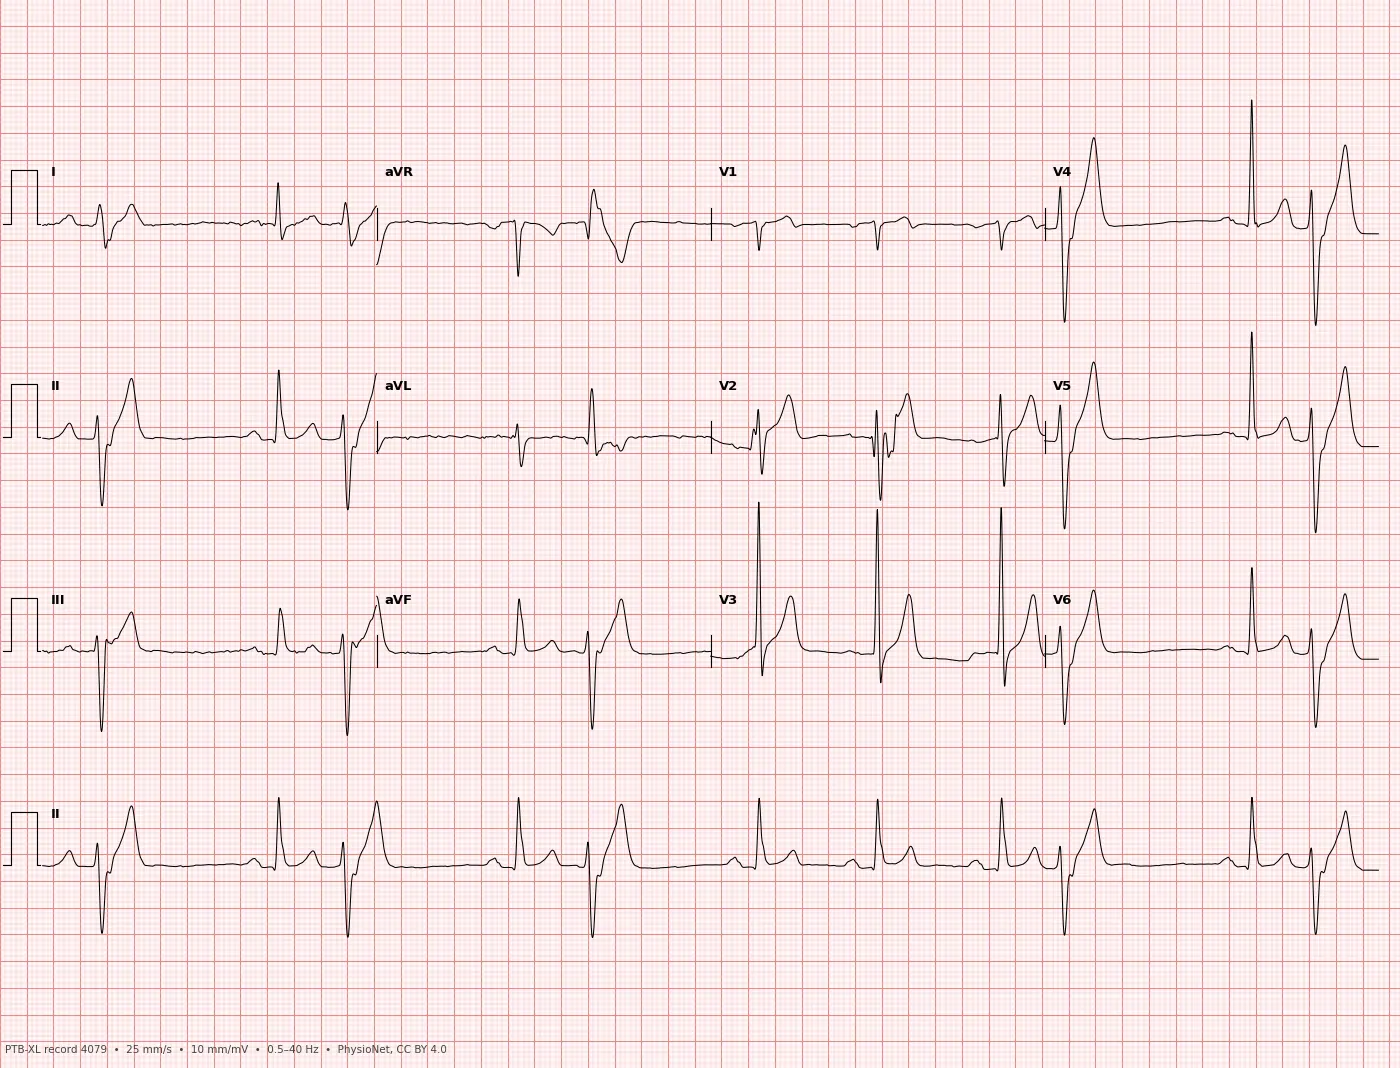 I aVR V1 V4
II aVL V2 V5
III aVF V3 V6
II
PTB-XL record 4079 • 25 mm/s • 10 mm/mV • 0.5–40 Hz • PhysioNet, CC BY 4.0